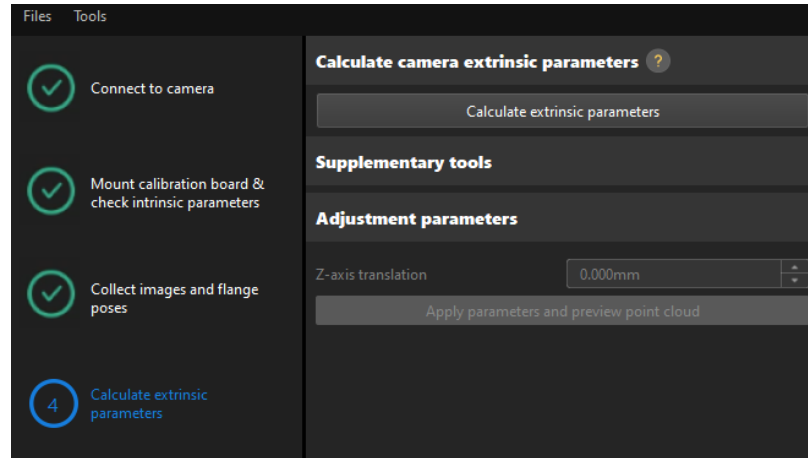 Files Tools
Connect to camera
Mount calibration board &
check intrinsic parameters
Collect images and flange
poses
4
Calculate extrinsic
parameters
Calculate camera extrinsic parameters ?
Calculate extrinsic parameters
Supplementary tools
Adjustment parameters
Z-axis translation 0.000mm
Apply parameters and preview point cloud